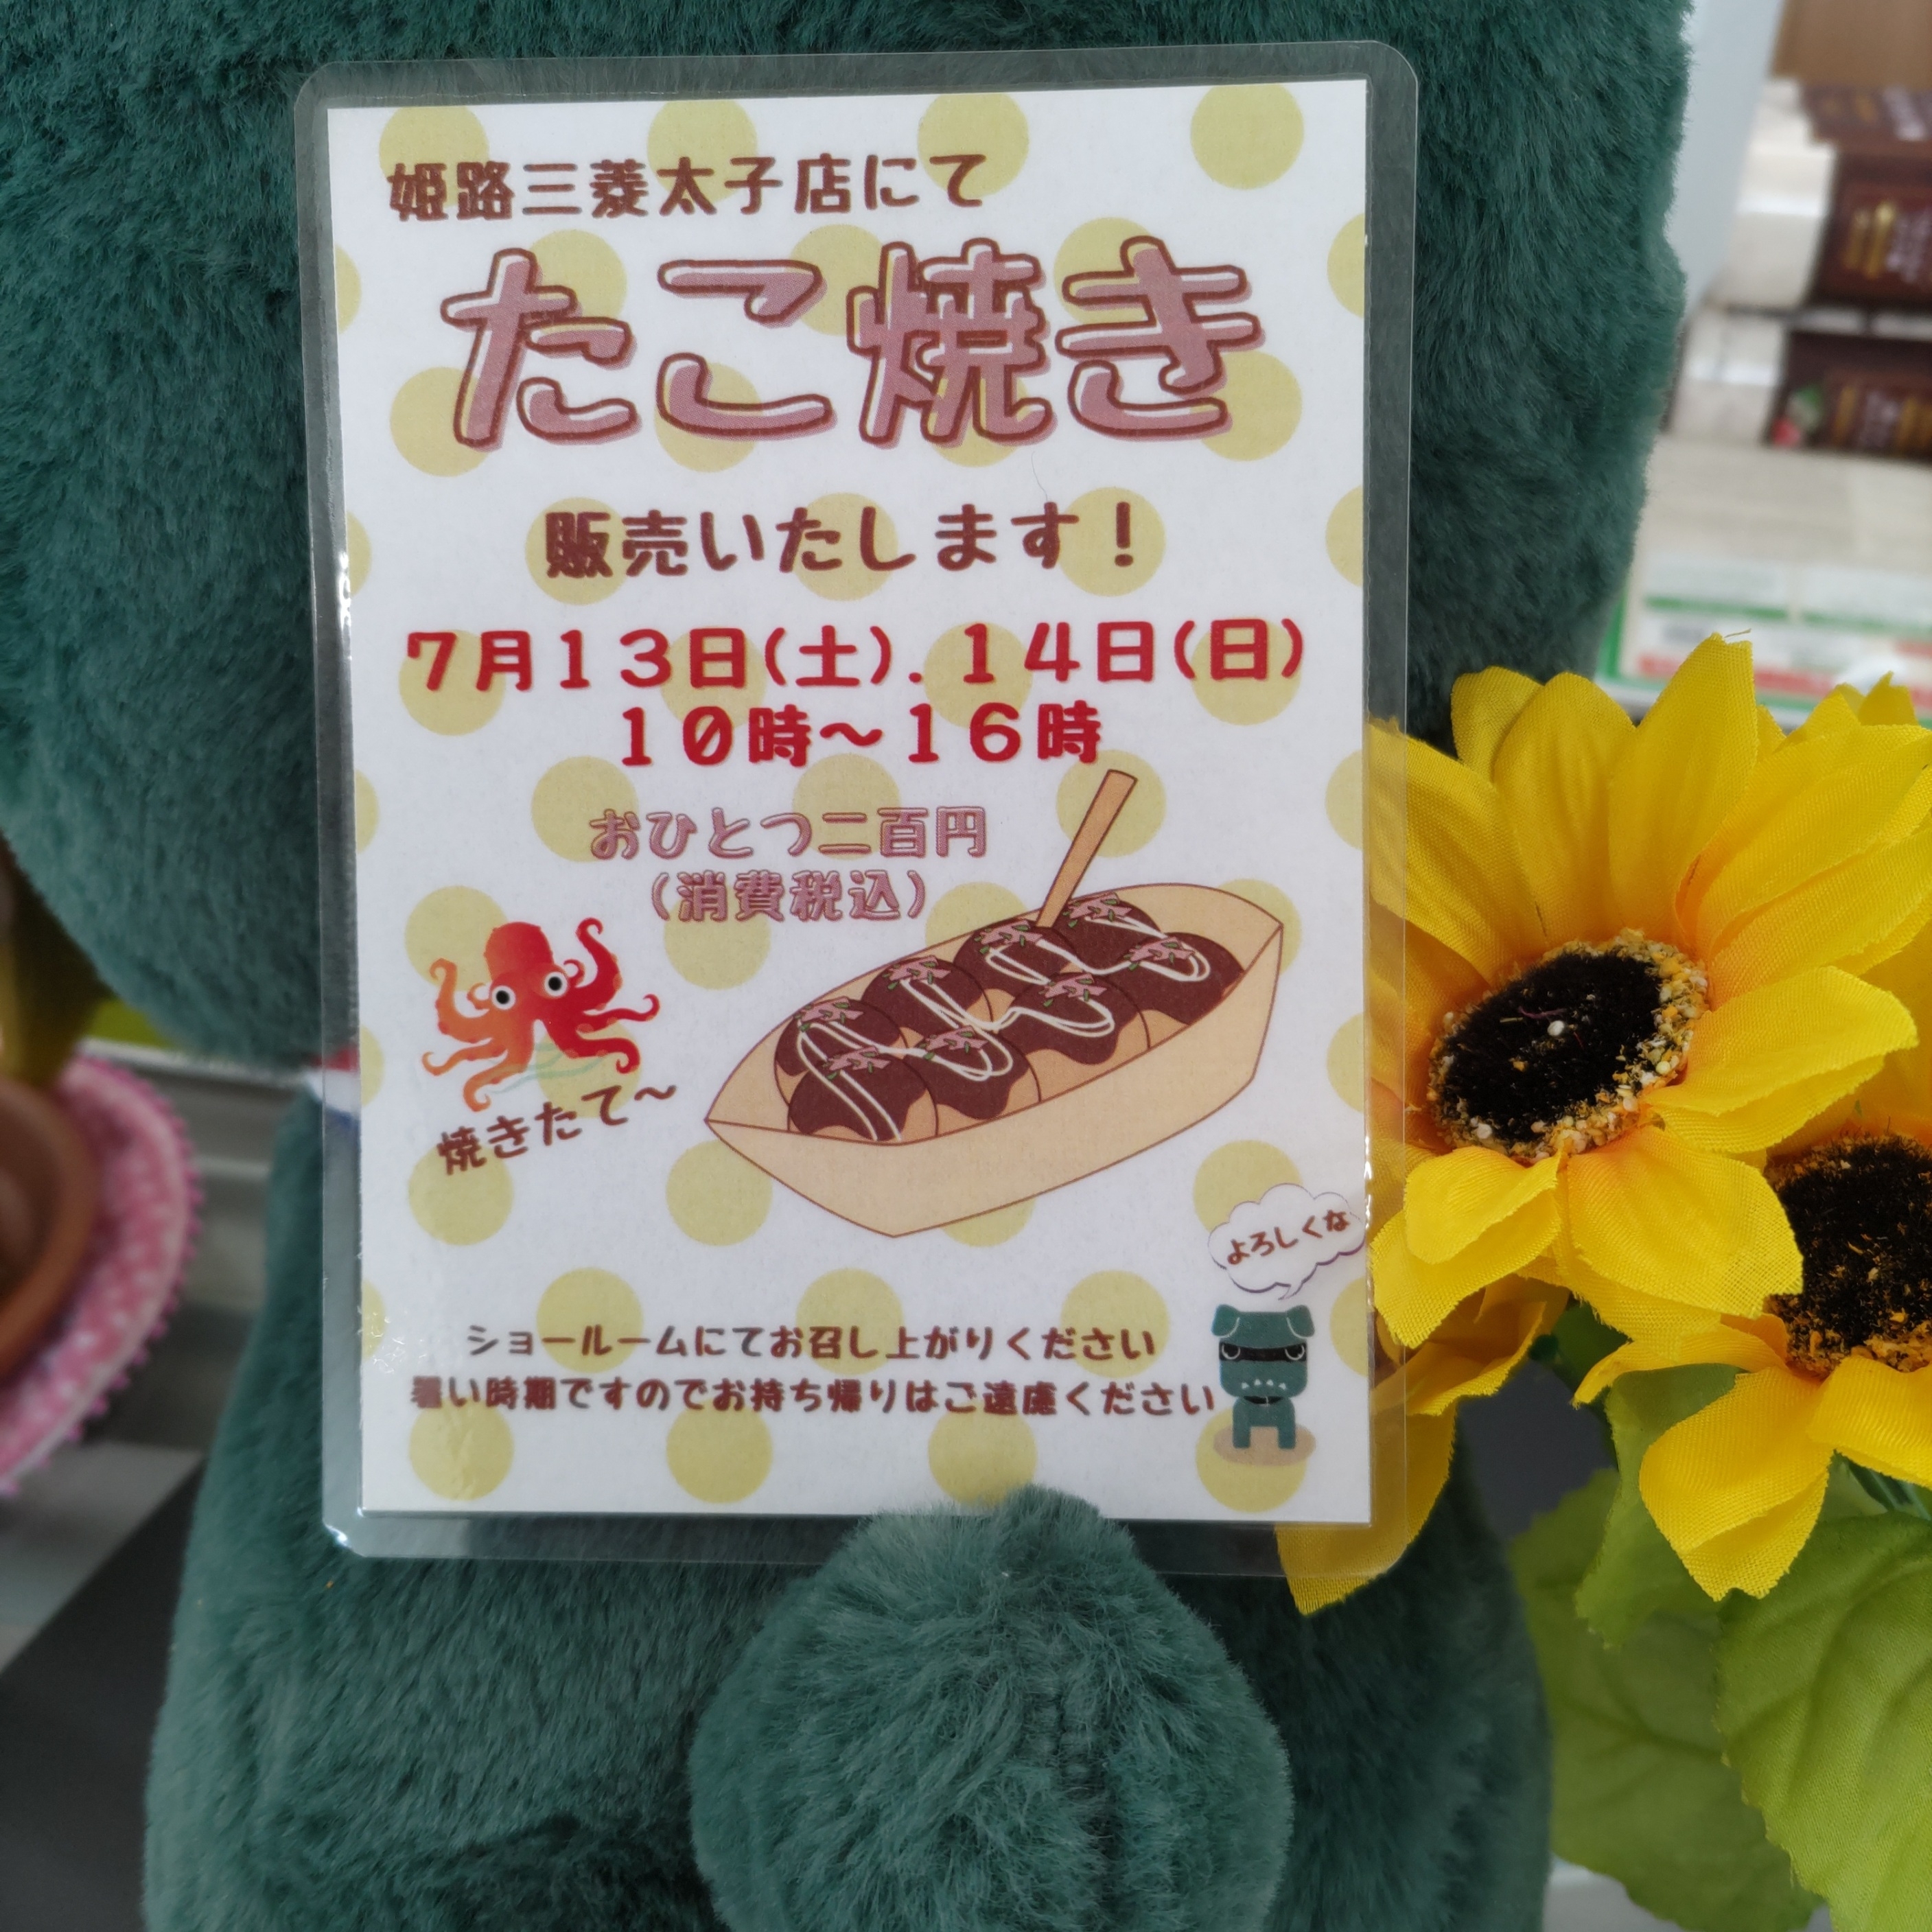 姫路三菱太子店にて
たこ焼き
販売いたします！
７月１３日(土).１４日(日)
１０時～１６時
おひとつ二百円
（消費税込）
焼きたて～
よろしくな
ショールームにてお召し上がりください
暑い時期ですのでお持ち帰りはご遠慮ください